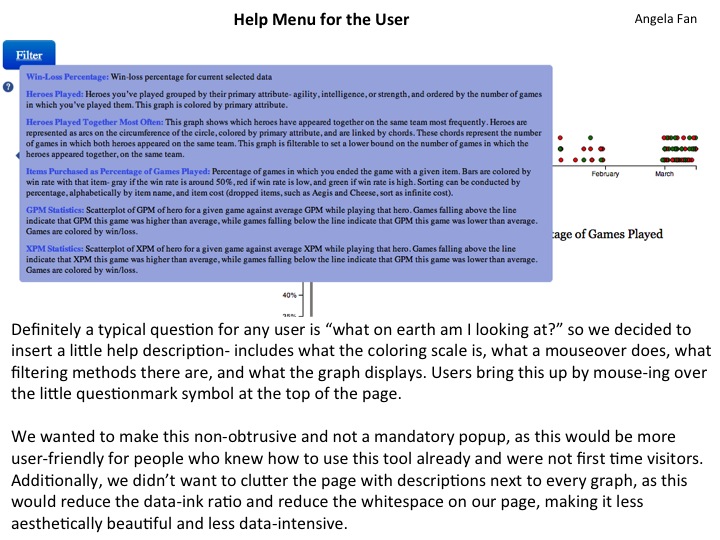 Help Menu for the User
Angela Fan
Filter
?
Win-Loss Percentage: Win-loss percentage for current selected data
Heroes Played: Heroes you've played grouped by their primary attribute- agility, intelligence, or strength, and ordered by the number of games
in which you've played them. This graph is colored by primary attribute.
Heroes Played Together Most Often: This graph shows which heroes have appeared together on the same team most frequently. Heroes are
represented as arcs on the circumference of the circle, colored by primary attribute, and are linked by chords. These chords represent the number
of games in which both heroes appeared on the same team. This graph is filterable to set a lower bound on the number of games in which the
heroes appeared together, on the same team.
Items Purchased as Percentage of Games Played: Percentage of games in which you ended the game with a given item. Bars are colored by
win rate with that item- gray if the win rate is around 50%, red if win rate is low, and green if win rate is high. Sorting can be conducted by
percentage, alphabetically by item name, and item cost (dropped items, such as Aegis and Cheese, sort as infinite cost).
GPM Statistics: Scatterplot of GPM of hero for a given game against average GPM while playing that hero. Games falling above the line
indicate that GPM this game was higher than average, while games falling below the line indicate that GPM this game was lower than average.
Games are colored by win/loss.
XPM Statistics: Scatterplot of XPM of hero for a given game against average XPM while playing that hero. Games falling above the line
indicate that XPM this game was higher than average, while games falling below the line indicate that GPM this game was lower than average.
Games are colored by win/loss.
February March
age of Games Played
40%
35%
Definitely a typical question for any user is “what on earth am I looking at?” so we decided to
insert a little help description- includes what the coloring scale is, what a mouseover does, what
filtering methods there are, and what the graph displays. Users bring this up by mouse-ing over
the little questionmark symbol at the top of the page.
We wanted to make this non-obtrusive and not a mandatory popup, as this would be more
user-friendly for people who knew how to use this tool already and were not first time visitors.
Additionally, we didn't want to clutter the page with descriptions next to every graph, as this
would reduce the data-ink ratio and reduce the whitespace on our page, making it less
aesthetically beautiful and less data-intensive.